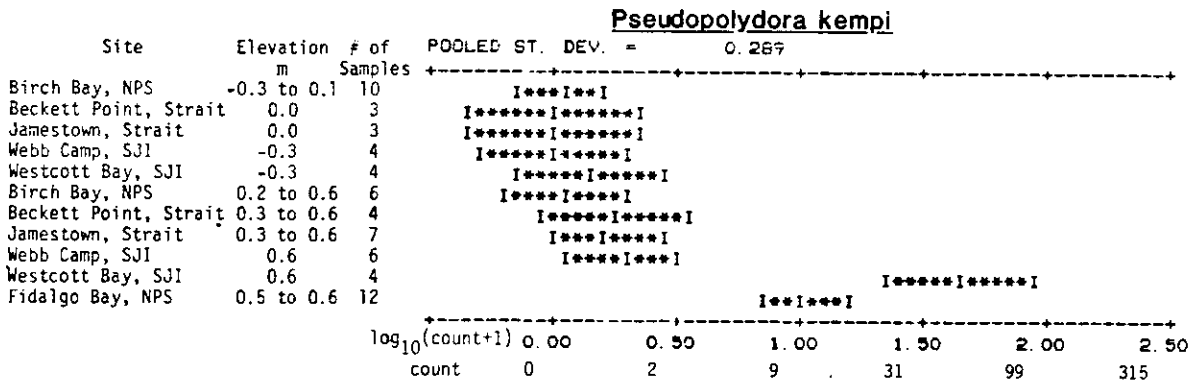 Pseudopolydora kempi
Site Elevation # of POOLED ST. DEV. = 0.289
m Samples +---------+---------+---------+---------+---------+---------+
Birch Bay, NPS -0.3 to 0.1 10 I***I**I
Beckett Point, Strait 0.0 3 I******I******I
Jamestown, Strait 0.0 3 I******I******I
Webb Camp, SJI -0.3 4 I*****I*****I
Westcott Bay, SJI -0.3 4 I*****I*****I
Birch Bay, NPS 0.2 to 0.6 6 I****I****I
Beckett Point, Strait 0.3 to 0.6 4 I*****I*****I
Jamestown, Strait 0.3 to 0.6 7 I***I****I
Webb Camp, SJI 0.6 6 I****I***I
Westcott Bay, SJI 0.6 4 I*****I*****I
Fidalgo Bay, NPS 0.5 to 0.6 12 I**I***I
+---------+---------+---------+---------+---------+---------+
log10(count+1) 0.00 0.50 1.00 1.50 2.00 2.50
count 0 2 9 31 99 315